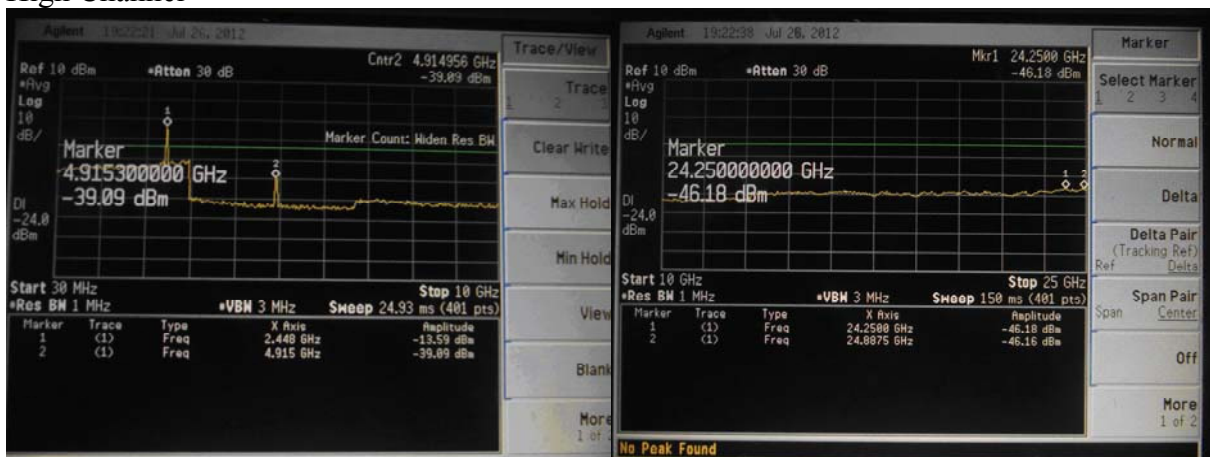 High Channel
Agilent 19:22:21 Jul 26, 2012
Cntr2 4.914956 GHz
Ref 10 dBm *Atten 30 dB -39.09 dBm
*Avg
Log
10
dB/
1
Marker Count: Widen Res BW
Marker
4.915300000 GHz
2
-39.09 dBm
DI
-24.0
dBm
Start 30 MHz Stop 10 GHz
*Res BW 1 MHz *VBW 3 MHz Sweep 24.93 ms (401 pts)
Marker Trace Type X Axis Amplitude
1 (1) Freq 2.448 GHz -13.59 dBm
2 (1) Freq 4.915 GHz -39.09 dBm
Trace/View
Trace
1 2 3
Clear Write
Max Hold
Min Hold
View
Blank
More
1 of
Agilent 19:22:38 Jul 26, 2012
Mkr1 24.2500 GHz
Ref 10 dBm *Atten 30 dB -46.18 dBm
*Avg
Log
10
dB/
Marker
24.250000000 GHz
1 2
-46.18 dBm
DI
-24.0
dBm
Start 10 GHz Stop 25 GHz
*Res BW 1 MHz *VBW 3 MHz Sweep 150 ms (401 pts)
Marker Trace Type X Axis Amplitude
1 (1) Freq 24.2500 GHz -46.18 dBm
2 (1) Freq 24.8875 GHz -46.16 dBm
No Peak Found
Marker
Select Marker
1 2 3 4
Normal
Delta
Delta Pair
(Tracking Ref)
Ref Delta
Span Pair
Span Center
Off
More
1 of 2